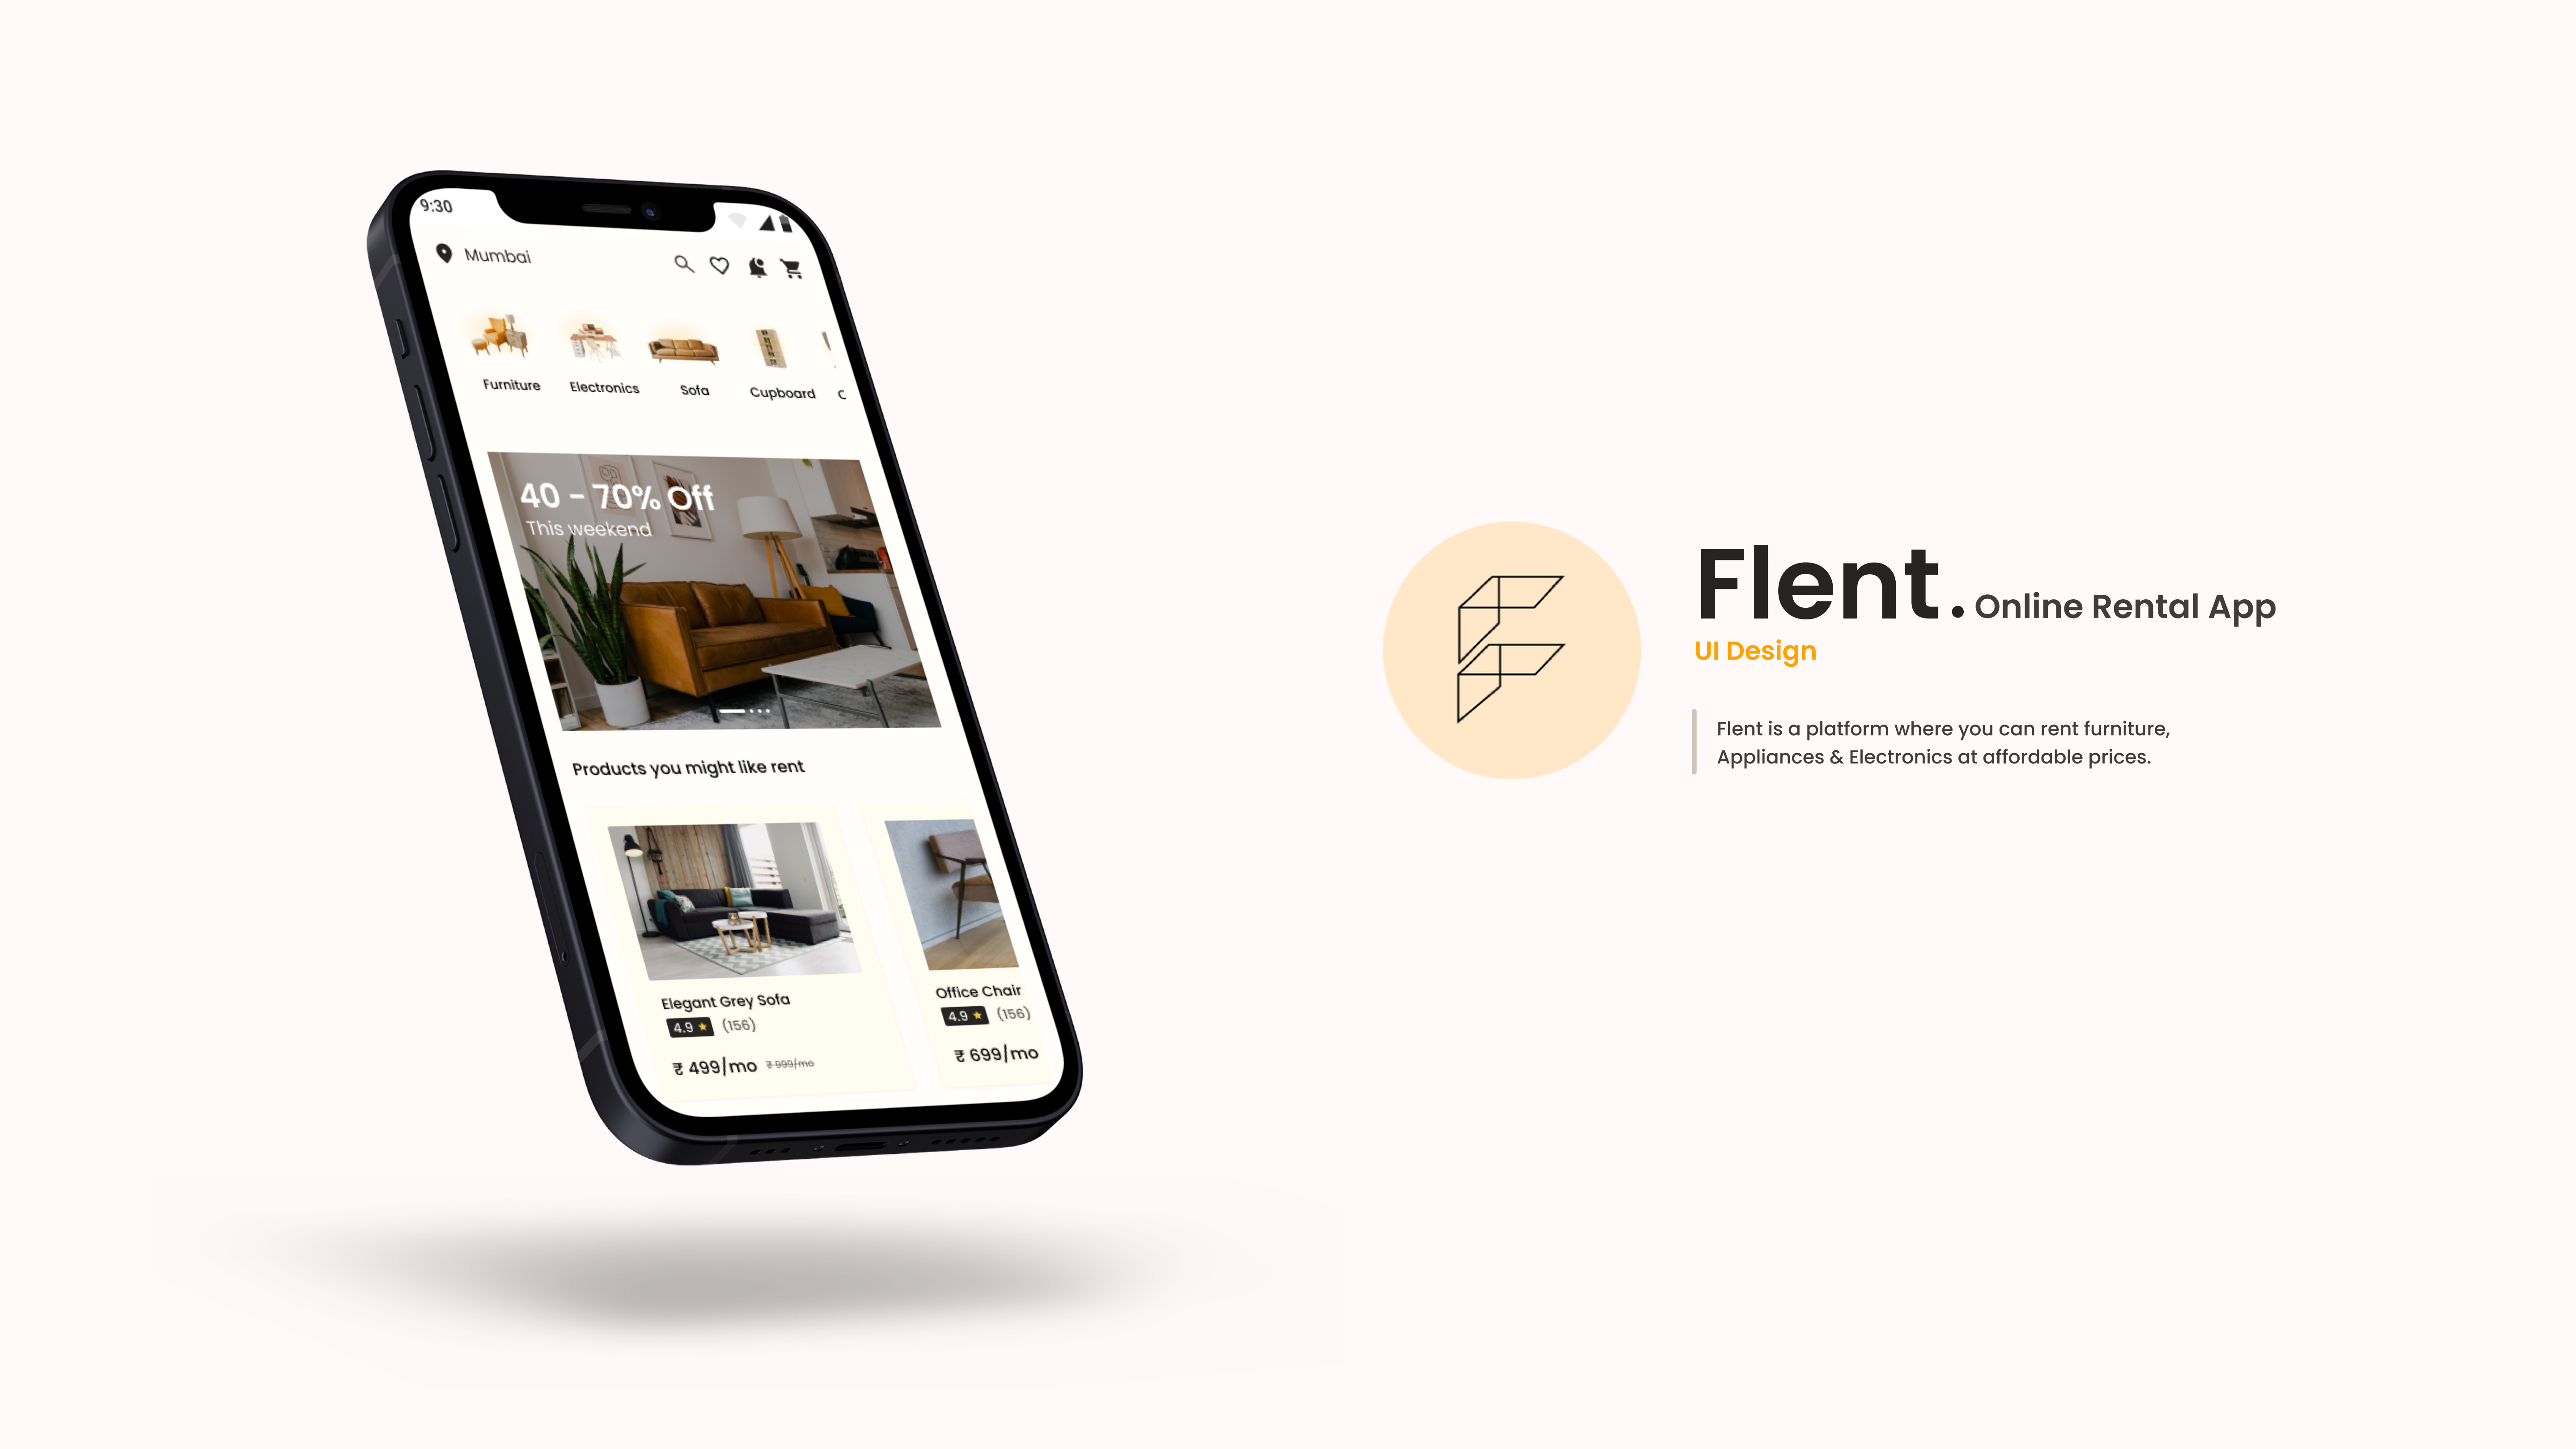 9:30
Mumbai
Furniture
Electronics
Sofa
Cupboard
C
40 - 70% Off
This weekend
Products you might like rent
Elegant Grey Sofa
4.9 ★ (156)
₹ 499/mo ₹ 999/mo
Office Chair
4.9 ★ (156)
₹ 699/mo
Flent. Online Rental App
UI Design
Flent is a platform where you can rent furniture,
Appliances & Electronics at affordable prices.